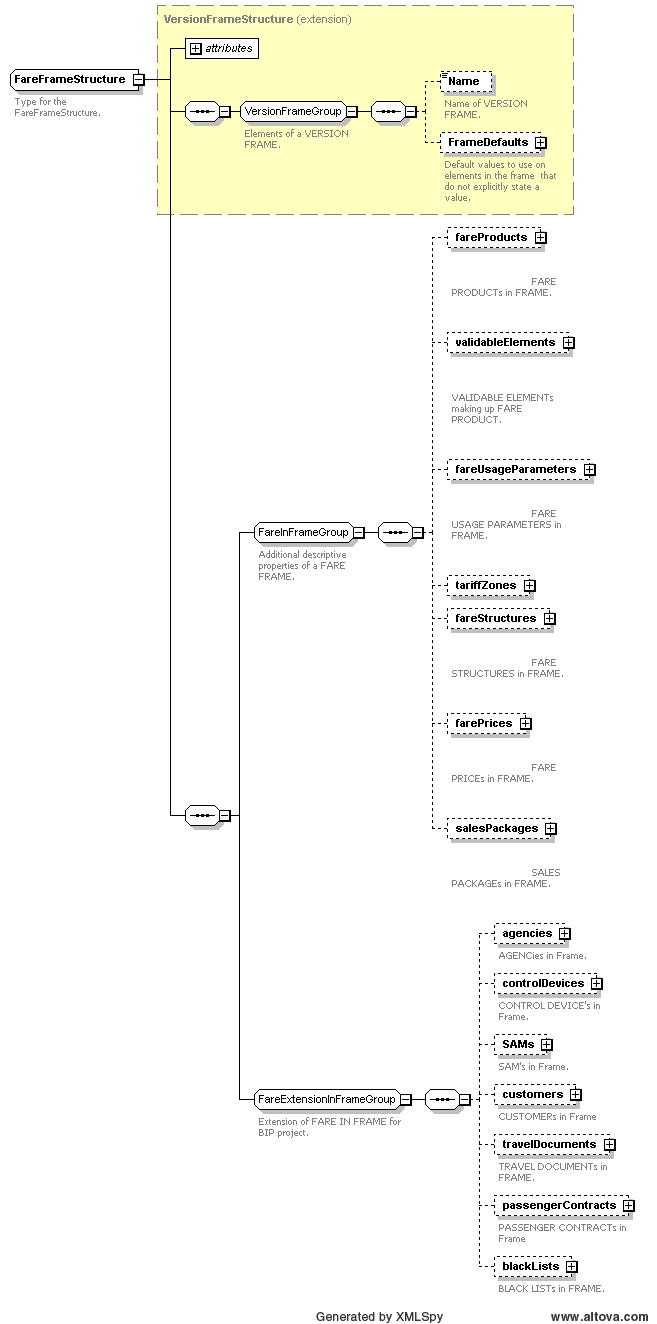 VersionFrameStructure (extension)
attributes
FareFrameStructure
Type for the
FareFrameStructure.
VersionFrameGroup
Elements of a VERSION
FRAME.
Name
Name of VERSION
FRAME.
FrameDefaults
Default values to use on
elements in the frame that
do not explicitly state a
value.
fareProducts
FARE
PRODUCTs in FRAME.
validableElements
VALIDABLE ELEMENTs
making up FARE
PRODUCT.
fareUsageParameters
FARE
USAGE PARAMETERS in
FRAME.
FareInFrameGroup
Additional descriptive
properties of a FARE
FRAME.
tariffZones
fareStructures
FARE
STRUCTURES in FRAME.
farePrices
FARE
PRICEs in FRAME.
salesPackages
SALES
PACKAGEs in FRAME.
agencies
AGENCies in Frame.
controlDevices
CONTROL DEVICE's in
Frame.
SAMs
SAM's in Frame.
FareExtensionInFrameGroup
Extension of FARE IN FRAME for
BIP project.
customers
CUSTOMERs in Frame
travelDocuments
TRAVEL DOCUMENTs in
FRAME.
passengerContracts
PASSENGER CONTRACTs in
Frame
blackLists
BLACK LISTs in FRAME.
Generated by XMLSpy
www.altova.com